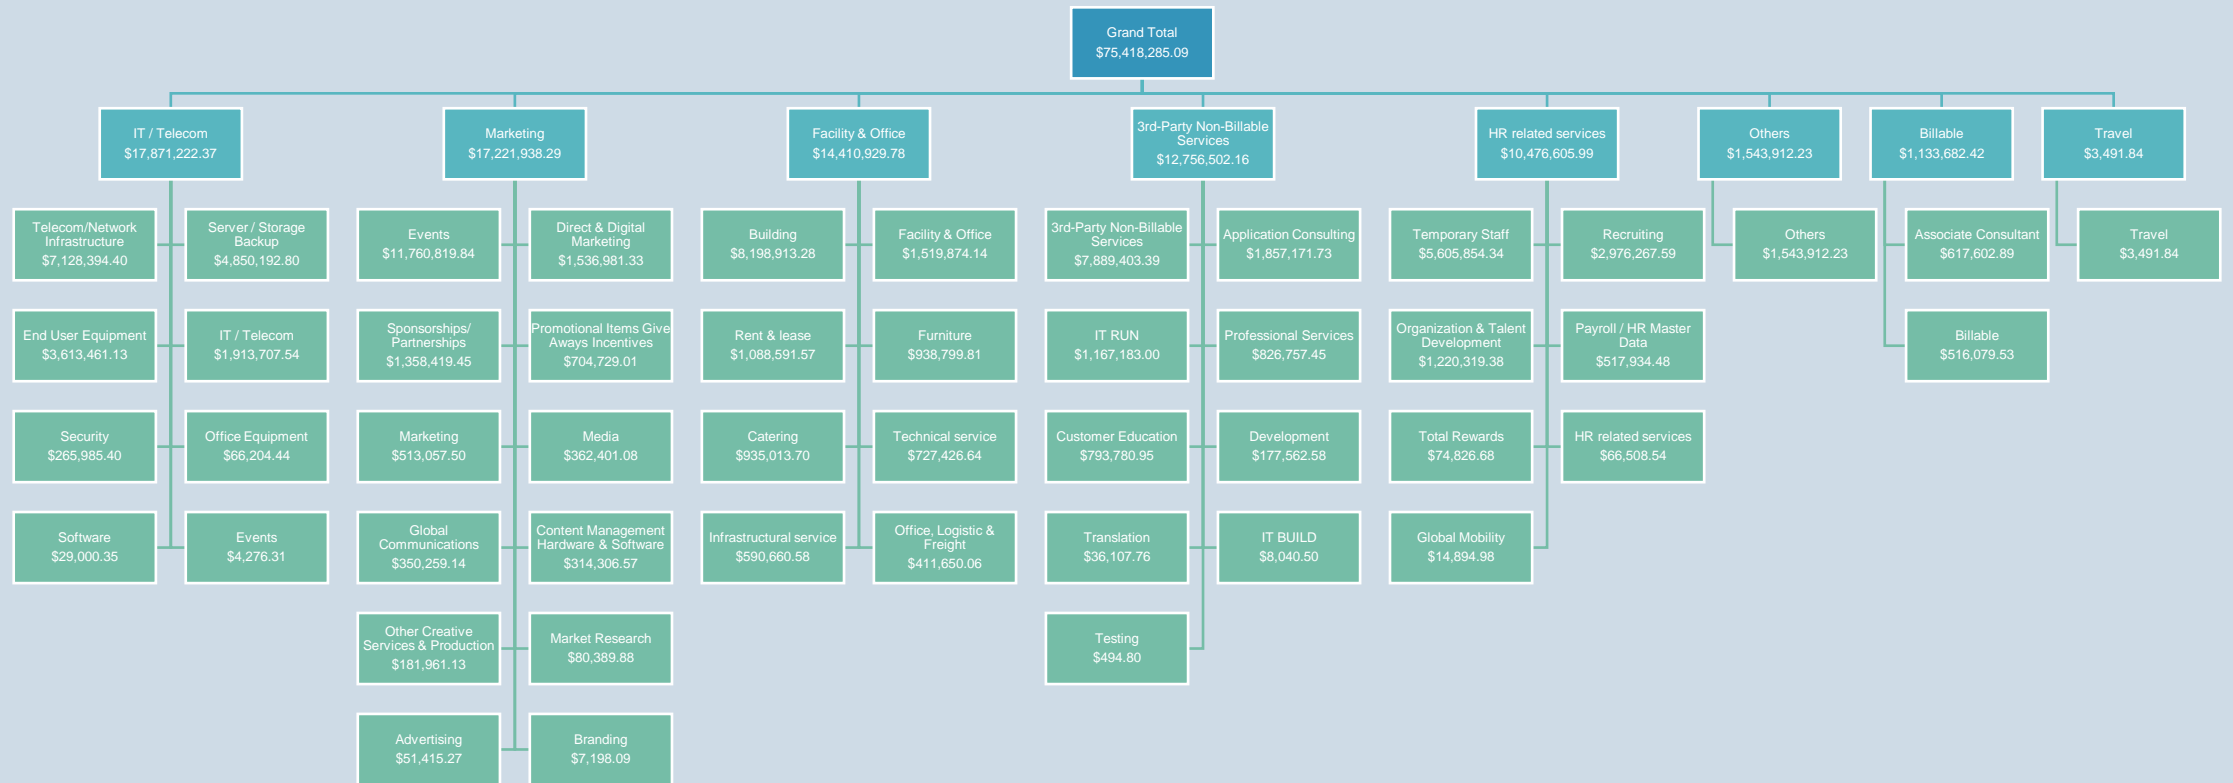 Grand Total
$75,418,285.09
IT / Telecom
$17,871,222.37
Marketing
$17,221,938.29
Facility & Office
$14,410,929.78
3rd-Party Non-Billable
Services
$12,756,502.16
HR related services
$10,476,605.99
Others
$1,543,912.23
Billable
$1,133,682.42
Travel
$3,491.84
Telecom/Network
Infrastructure
$7,128,394.40
Server / Storage
Backup
$4,850,192.80
Events
$11,760,819.84
Direct & Digital
Marketing
$1,536,981.33
Building
$8,198,913.28
Facility & Office
$1,519,874.14
3rd-Party Non-Billable
Services
$7,889,403.39
Application Consulting
$1,857,171.73
Temporary Staff
$5,605,854.34
Recruiting
$2,976,267.59
Others
$1,543,912.23
Associate Consultant
$617,602.89
Travel
$3,491.84
End User Equipment
$3,613,461.13
IT / Telecom
$1,913,707.54
Sponsorships/
Partnerships
$1,358,419.45
Promotional Items Give
Aways Incentives
$704,729.01
Rent & lease
$1,088,591.57
Furniture
$938,799.81
IT RUN
$1,167,183.00
Professional Services
$826,757.45
Organization & Talent
Development
$1,220,319.38
Payroll / HR Master
Data
$517,934.48
Billable
$516,079.53
Security
$265,985.40
Office Equipment
$66,204.44
Marketing
$513,057.50
Media
$362,401.08
Catering
$935,013.70
Technical service
$727,426.64
Customer Education
$793,780.95
Development
$177,562.58
Total Rewards
$74,826.68
HR related services
$66,508.54
Software
$29,000.35
Events
$4,276.31
Global
Communications
$350,259.14
Content Management
Hardware & Software
$314,306.57
Infrastructural service
$590,660.58
Office, Logistic &
Freight
$411,650.06
Translation
$36,107.76
IT BUILD
$8,040.50
Global Mobility
$14,894.98
Other Creative
Services & Production
$181,961.13
Market Research
$80,389.88
Testing
$494.80
Advertising
$51,415.27
Branding
$7,198.09